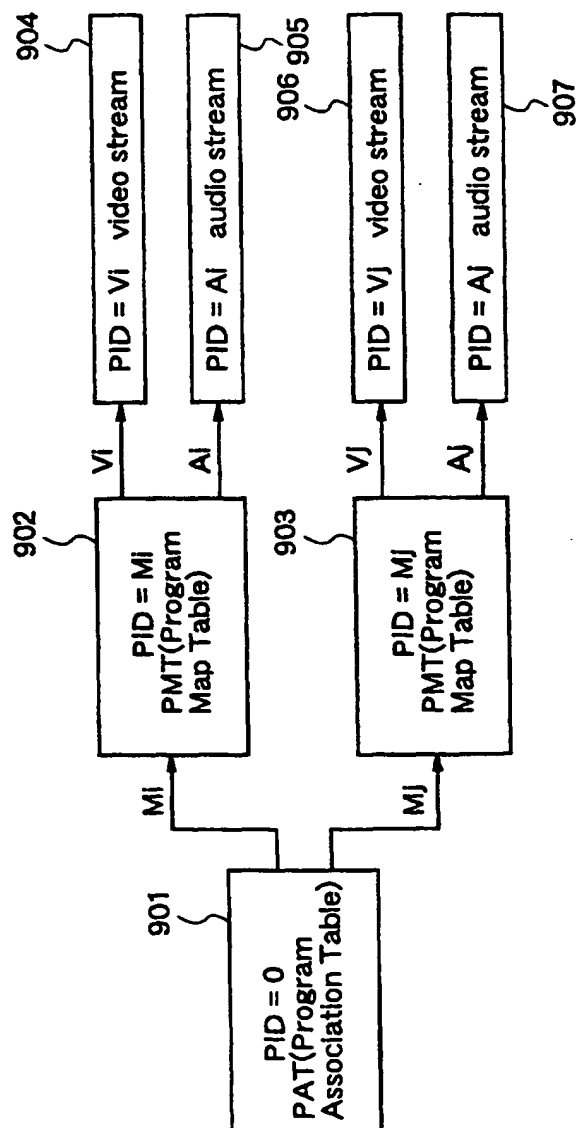 901
PID = 0
PAT(Program
Association Table)
Mi
Mj
902
PID = Mi
PMT(Program
Map Table)
903
PID = Mj
PMT(Program
Map Table)
Vi
Ai
Vj
Aj
904
PID = Vi video stream
905
PID = Ai audio stream
906
PID = Vj video stream
907
PID = Aj audio stream